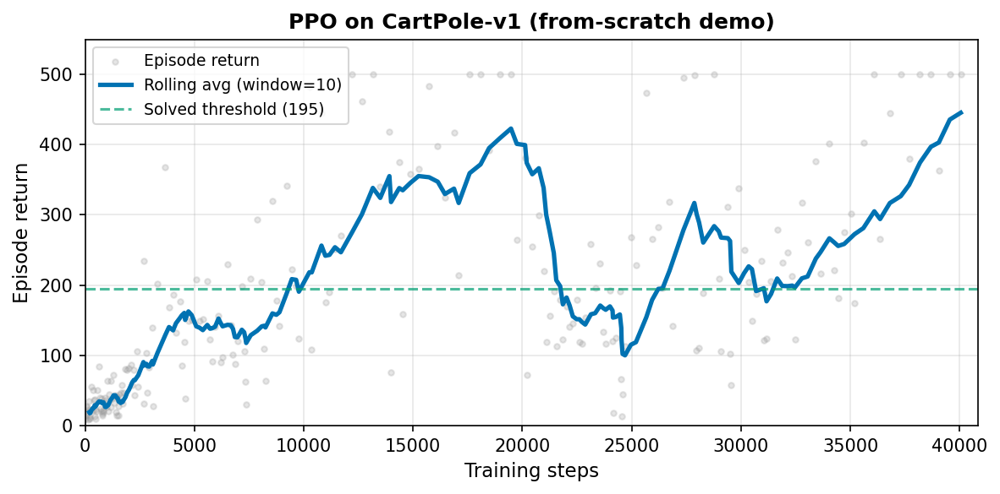 PPO on CartPole-v1 (from-scratch demo)
Episode return
Rolling avg (window=10)
Solved threshold (195)
Episode return
500
400
300
200
100
0
0 5000 10000 15000 20000 25000 30000 35000 40000
Training steps